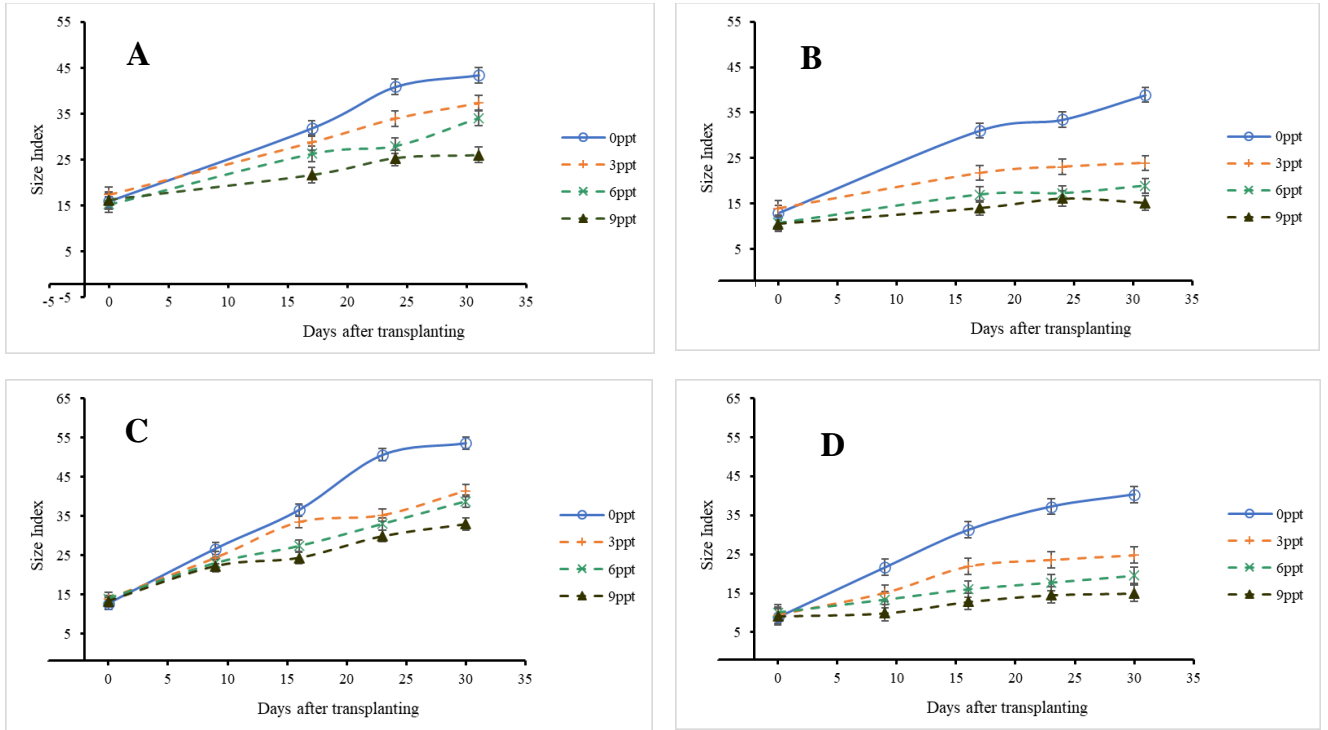 A
55
45
35
25
15
5
-5
Size Index
-5 0 5 10 15 20 25 30 35
Days after transplanting
0ppt
3ppt
6ppt
9ppt
B
55
45
35
25
15
5
Size Index
0 5 10 15 20 25 30 35
Days after transplanting
0ppt
3ppt
6ppt
9ppt
C
65
55
45
35
25
15
5
Size Index
0 5 10 15 20 25 30 35
Days after transplanting
0ppt
3ppt
6ppt
9ppt
D
65
55
45
35
25
15
5
Size Index
0 5 10 15 20 25 30 35
Days after transplanting
0ppt
3ppt
6ppt
9ppt